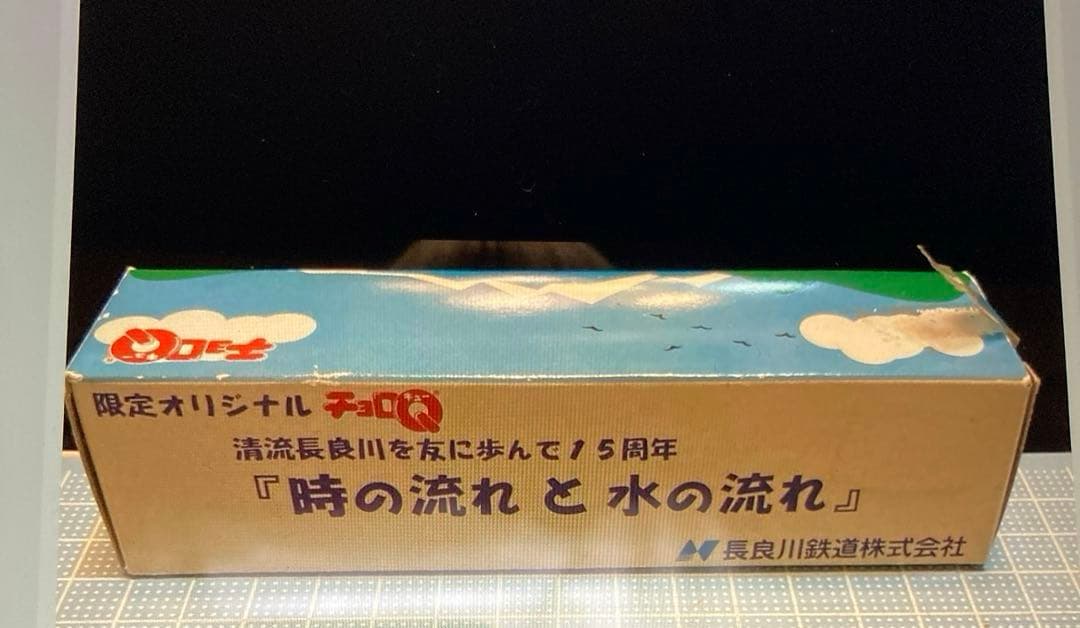 チョロQ
限定オリジナル チョロQ
清流長良川を友に歩んで15周年
『時の流れと水の流れ』
長良川鉄道株式会社